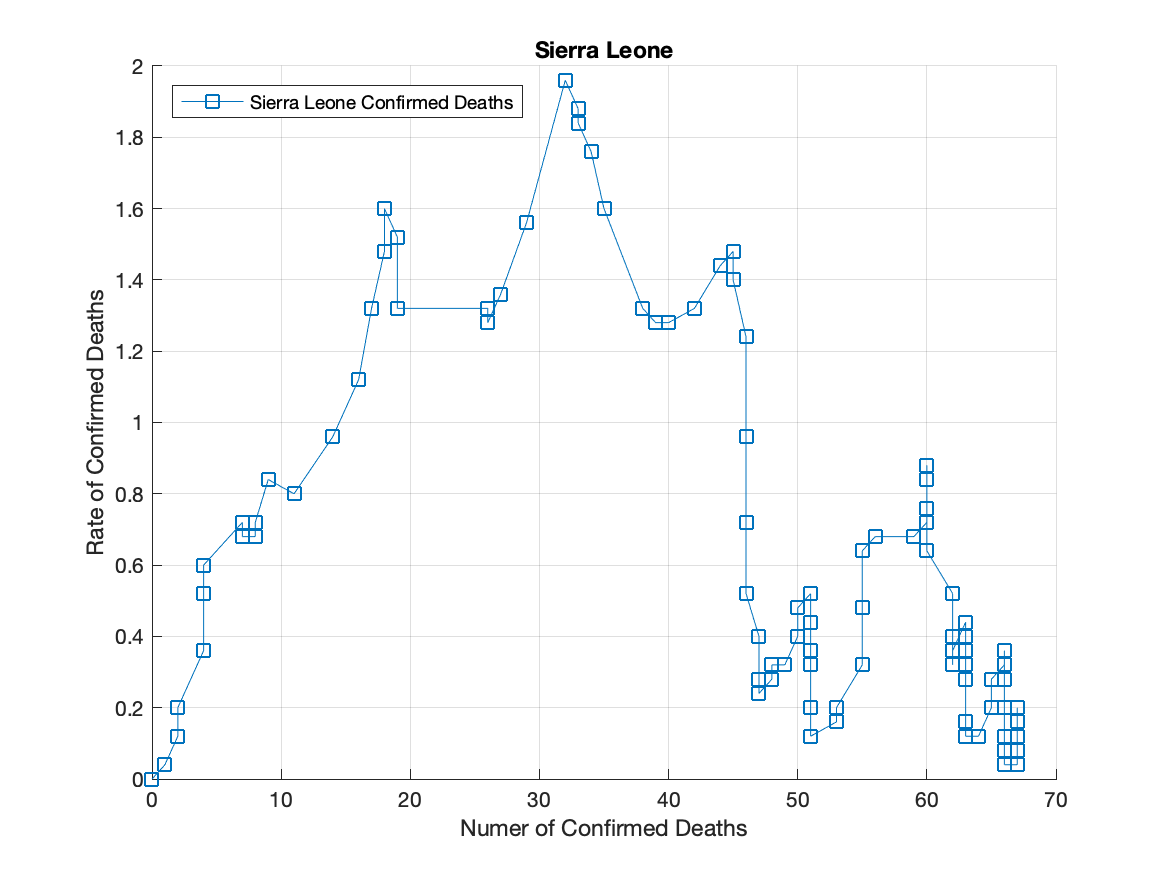 Sierra Leone
Sierra Leone Confirmed Deaths
Rate of Confirmed Deaths
2
1.8
1.6
1.4
1.2
1
0.8
0.6
0.4
0.2
0
0 10 20 30 40 50 60 70
Numer of Confirmed Deaths